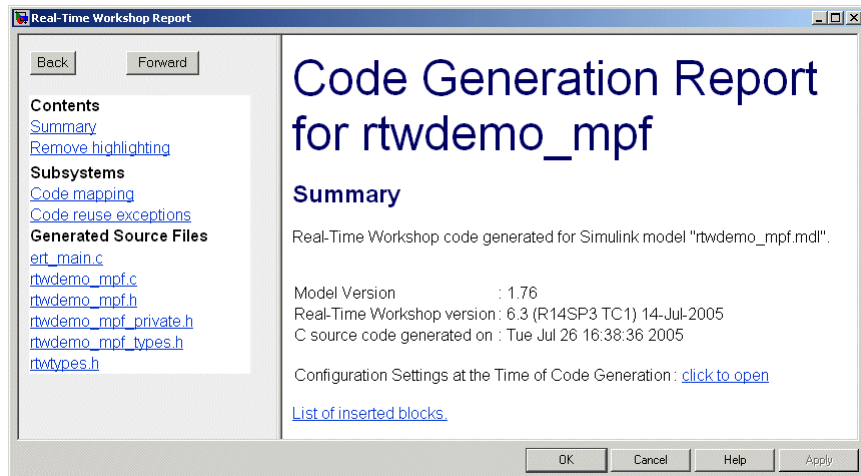 Real-Time Workshop Report
Back Forward
Contents
Summary
Remove highlighting
Subsystems
Code mapping
Code reuse exceptions
Generated Source Files
ert_main.c
rtwdemo_mpf.c
rtwdemo_mpf.h
rtwdemo_mpf_private.h
rtwdemo_mpf_types.h
rtwtypes.h
Code Generation Report
for rtwdemo_mpf
Summary
Real-Time Workshop code generated for Simulink model "rtwdemo_mpf.mdl".
Model Version : 1.76
Real-Time Workshop version : 6.3 (R14SP3 TC1) 14-Jul-2005
C source code generated on : Tue Jul 26 16:38:36 2005
Configuration Settings at the Time of Code Generation : click to open
List of inserted blocks.
OK Cancel Help Apply